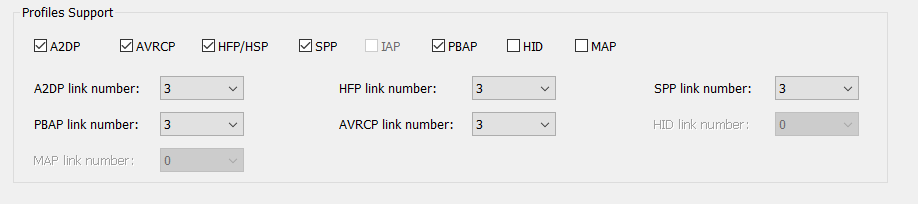 Profiles Support
A2DP AVRCP HFP/HSP SPP IAP PBAP HID MAP
A2DP link number: 3 HFP link number: 3 SPP link number: 3
PBAP link number: 3 AVRCP link number: 3 HID link number: 0
MAP link number: 0